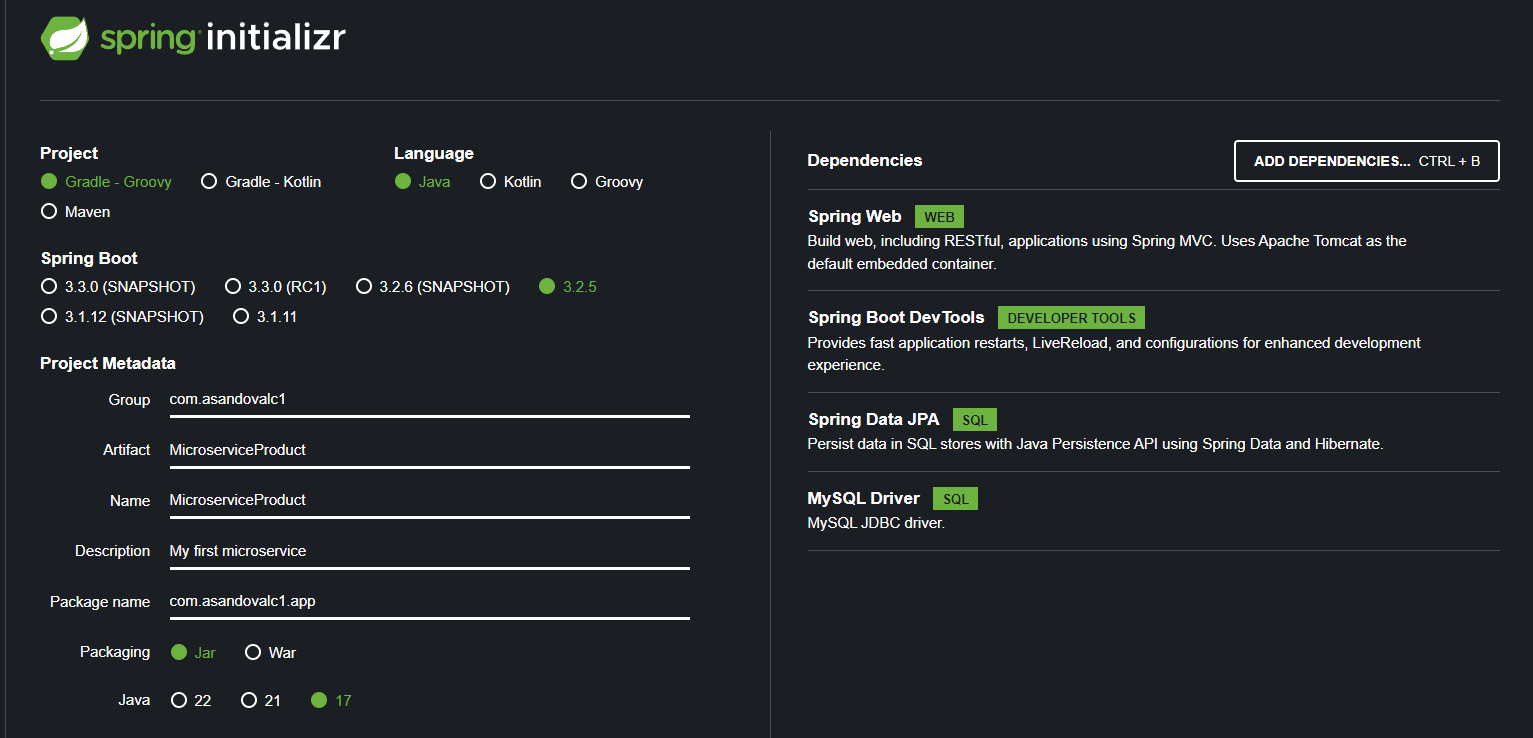 spring initializr
Project
Gradle - Groovy Gradle - Kotlin
Maven
Language
Java Kotlin Groovy
Spring Boot
3.3.0 (SNAPSHOT) 3.3.0 (RC1) 3.2.6 (SNAPSHOT) 3.2.5
3.1.12 (SNAPSHOT) 3.1.11
Project Metadata
Group com.asandovalc1
Artifact MicroserviceProduct
Name MicroserviceProduct
Description My first microservice
Package name com.asandovalc1.app
Packaging Jar War
Java 22 21 17
Dependencies ADD DEPENDENCIES... CTRL + B
Spring Web WEB
Build web, including RESTful, applications using Spring MVC. Uses Apache Tomcat as the
default embedded container.
Spring Boot DevTools DEVELOPER TOOLS
Provides fast application restarts, LiveReload, and configurations for enhanced development
experience.
Spring Data JPA SQL
Persist data in SQL stores with Java Persistence API using Spring Data and Hibernate.
MySQL Driver SQL
MySQL JDBC driver.